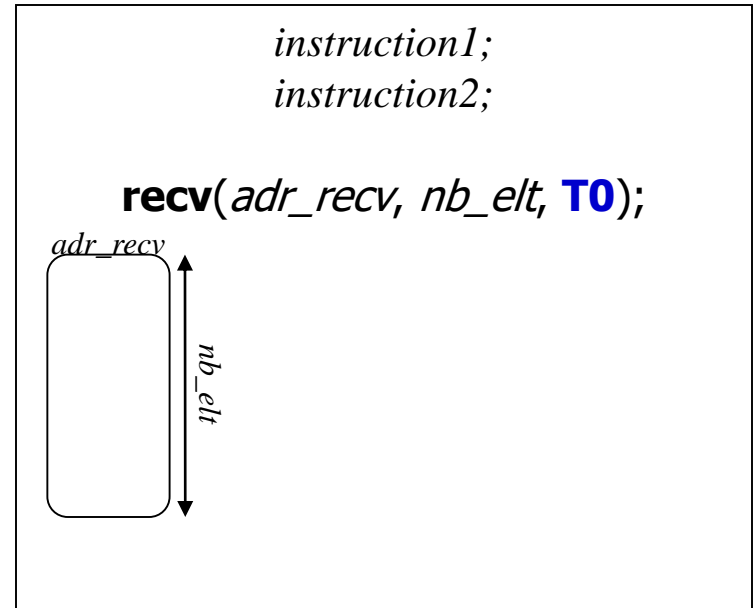 instruction1;
instruction2;
recv(adr_recv, nb_elt, T0);
adr_recv
nb_elt